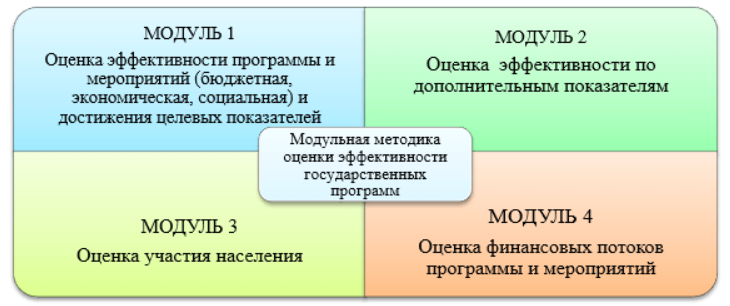 МОДУЛЬ 1
Оценка эффективности программы и
мероприятий (бюджетная,
экономическая, социальная) и
достижения целевых показателей
МОДУЛЬ 2
Оценка эффективности по
дополнительным показателям
Модульная методика
оценки эффективности
государственных
программ
МОДУЛЬ 3
Оценка участия населения
МОДУЛЬ 4
Оценка финансовых потоков
программы и мероприятий